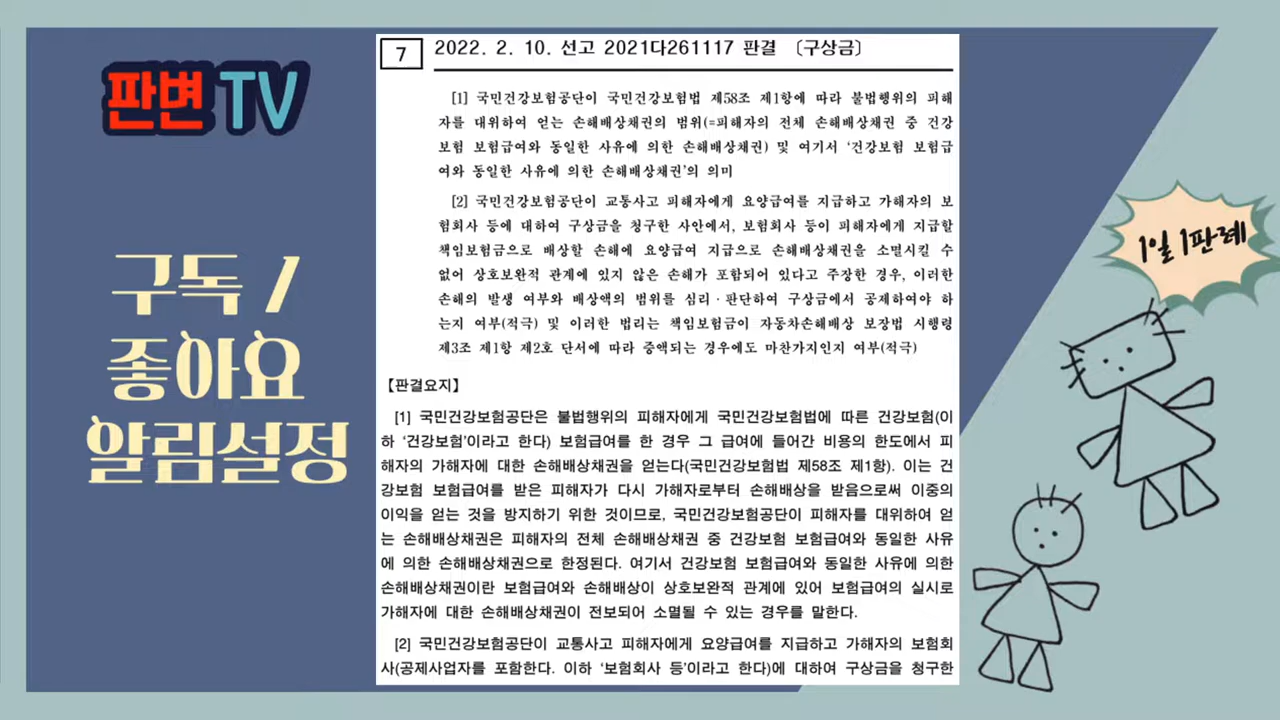 판변 TV
구독 /
좋아요
알림설정
7
2022. 2. 10. 선고 2021다261117 판결 〔구상금〕
[1] 국민건강보험공단이 국민건강보험법 제58조 제1항에 따라 불법행위의 피해
자를 대위하여 얻는 손해배상채권의 범위(=피해자의 전체 손해배상채권 중 건강
보험 보험급여와 동일한 사유에 의한 손해배상채권) 및 여기서 ‘건강보험 보험급
여와 동일한 사유에 의한 손해배상채권’의 의미
[2] 국민건강보험공단이 교통사고 피해자에게 요양급여를 지급하고 가해자의 보
험회사 등에 대하여 구상금을 청구한 사안에서, 보험회사 등이 피해자에게 지급할
책임보험금으로 배상할 손해에 요양급여 지급으로 손해배상채권을 소멸시킬 수
없어 상호보완적 관계에 있지 않은 손해가 포함되어 있다고 주장한 경우, 이러한
손해의 발생 여부와 배상액의 범위를 심리·판단하여 구상금에서 공제하여야 하
는지 여부(적극) 및 이러한 법리는 책임보험금이 자동차손해배상 보장법 시행령
제3조 제1항 제2호 단서에 따라 증액되는 경우에도 마찬가지인지 여부(적극)
【판결요지】
[1] 국민건강보험공단은 불법행위의 피해자에게 국민건강보험법에 따른 건강보험(이
하 ‘건강보험’이라고 한다) 보험급여를 한 경우 그 급여에 들어간 비용의 한도에서 피
해자의 가해자에 대한 손해배상채권을 얻는다(국민건강보험법 제58조 제1항). 이는 건
강보험 보험급여를 받은 피해자가 다시 가해자로부터 손해배상을 받음으로써 이중의
이익을 얻는 것을 방지하기 위한 것이므로, 국민건강보험공단이 피해자를 대위하여 얻
는 손해배상채권은 피해자의 전체 손해배상채권 중 건강보험 보험급여와 동일한 사유
에 의한 손해배상채권으로 한정된다. 여기서 건강보험 보험급여와 동일한 사유에 의한
손해배상채권이란 보험급여와 손해배상이 상호보완적 관계에 있어 보험급여의 실시로
가해자에 대한 손해배상채권이 전보되어 소멸될 수 있는 경우를 말한다.
[2] 국민건강보험공단이 교통사고 피해자에게 요양급여를 지급하고 가해자의 보험회
사(공제사업자를 포함한다. 이하 ‘보험회사 등’이라고 한다)에 대하여 구상금을 청구한
1일 1판례